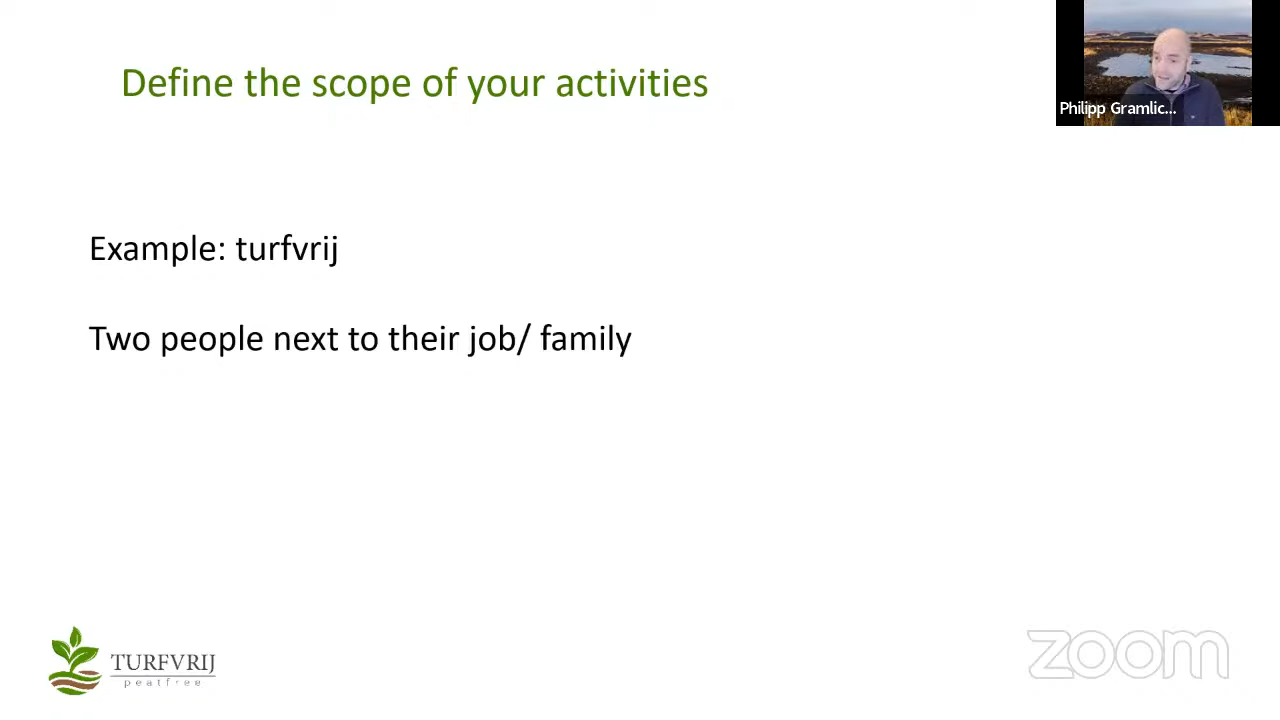 Define the scope of your activities
Philipp Gramlic...
Example: turfvrij
Two people next to their job/ family
TURFVRIJ
peatfree
zoom